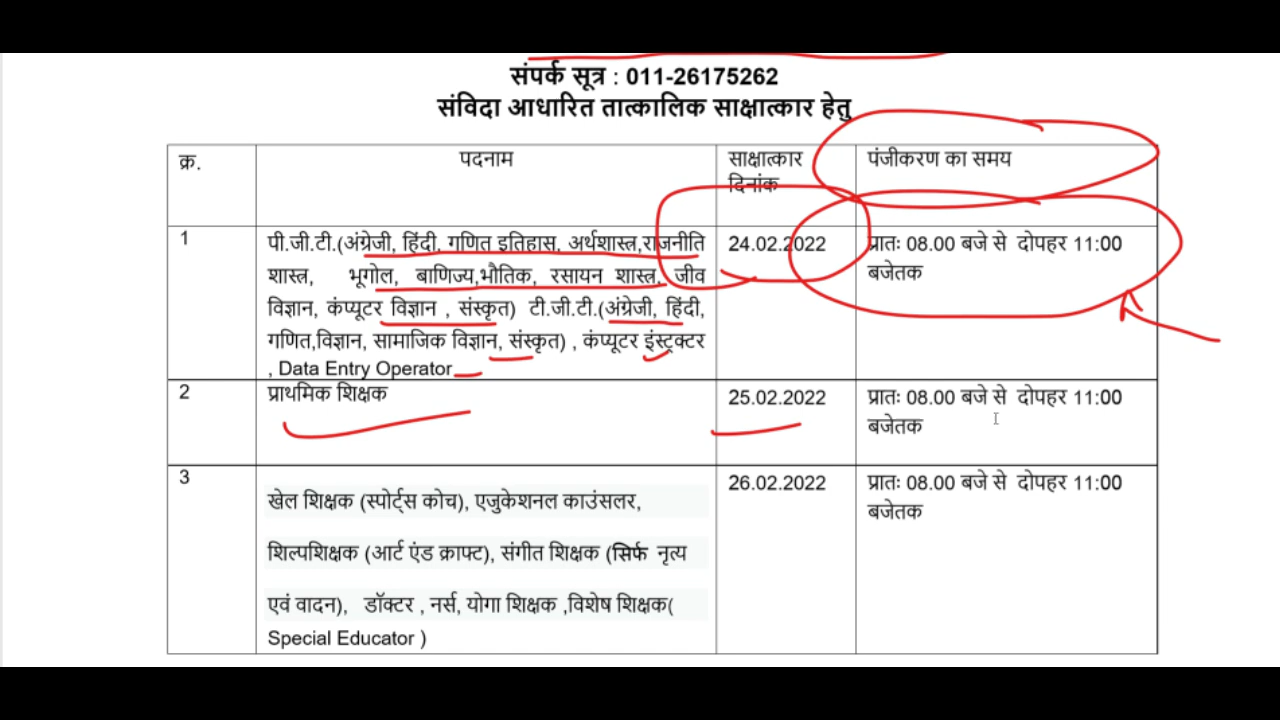 संपर्क सूत्र : 011-26175262
संविदा आधारित तात्कालिक साक्षात्कार हेतु
क्र. पदनाम साक्षात्कार दिनांक पंजीकरण का समय
1 पी.जी.टी.(अंग्रेजी, हिंदी, गणित इतिहास, अर्थशास्त्र,राजनीति 24.02.2022 प्रातः 08.00 बजे से दोपहर 11:00
शास्त्र, भूगोल, बाणिज्य,भौतिक, रसायन शास्त्र, जीव बजेतक
विज्ञान, कंप्यूटर विज्ञान , संस्कृत) टी.जी.टी.(अंग्रेजी, हिंदी,
गणित,विज्ञान, सामाजिक विज्ञान, संस्कृत) , कंप्यूटर इंस्ट्रक्टर
, Data Entry Operator
2 प्राथमिक शिक्षक 25.02.2022 प्रातः 08.00 बजे से दोपहर 11:00
बजेतक
3 26.02.2022 प्रातः 08.00 बजे से दोपहर 11:00
खेल शिक्षक (स्पोर्ट्स कोच), एजुकेशनल काउंसलर, बजेतक
शिल्पशिक्षक (आर्ट एंड क्राफ्ट), संगीत शिक्षक (सिर्फ नृत्य
एवं वादन), डॉक्टर , नर्स, योगा शिक्षक ,विशेष शिक्षक(
Special Educator )